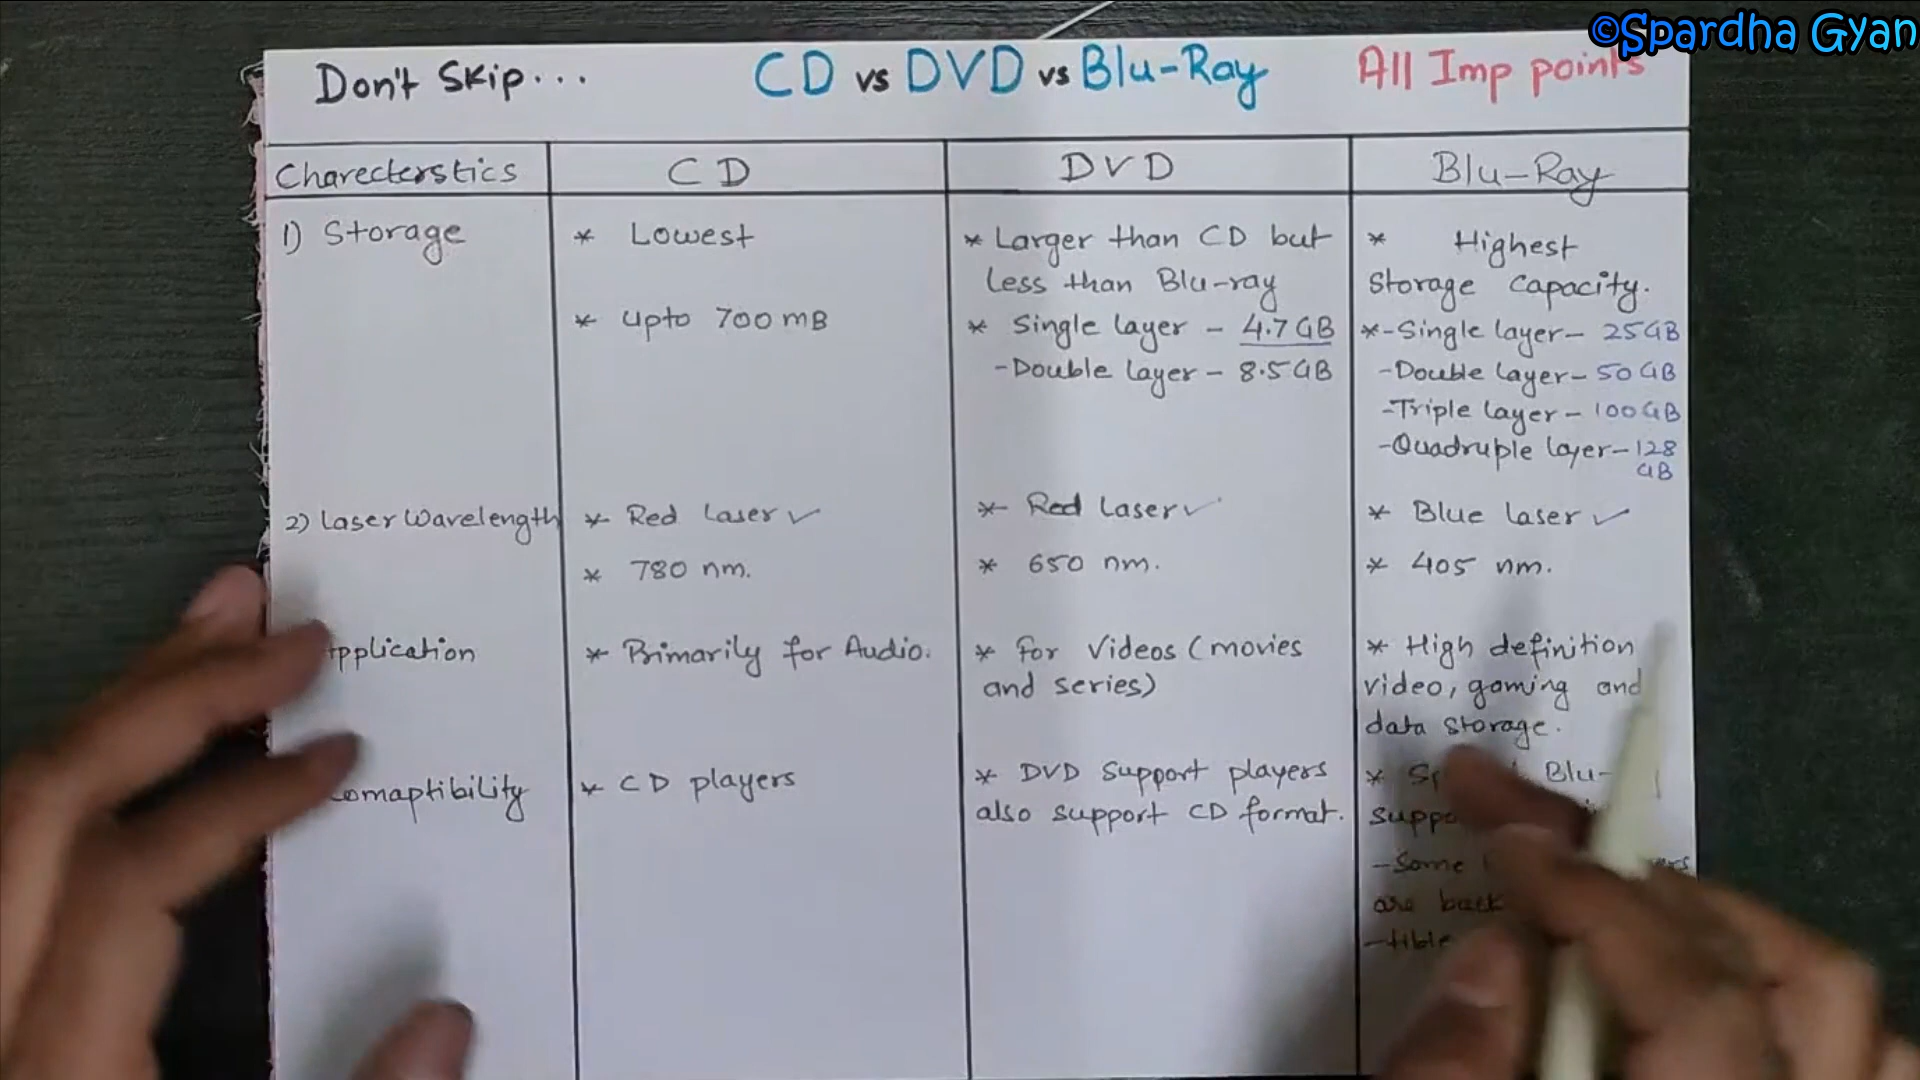 ©Spardha Gyan
Don't Skip...
CD vs DVD vs Blu-Ray
All Imp points
Charecterstics
CD
DVD
Blu-Ray
1) Storage
* Lowest
* Upto 700 MB
* Larger than CD but
less than Blu-ray
* Single layer - 4.7 GB
- Double layer - 8.5 GB
* Highest
Storage capacity.
* - Single layer - 25 GB
- Double layer - 50 GB
- Triple layer - 100 GB
- Quadruple layer - 128
GB
2) Laser Wavelength
* Red Laser ✓
* 780 nm.
* Red Laser ✓
* 650 nm.
* Blue laser ✓
* 405 nm.
Application
* Primarily for Audio.
* For Videos (movies
and series)
* High definition
video, gaming and
data storage.
Comaptibility
* CD players
* DVD support players
also support CD format.
* Blu-
- Some
are